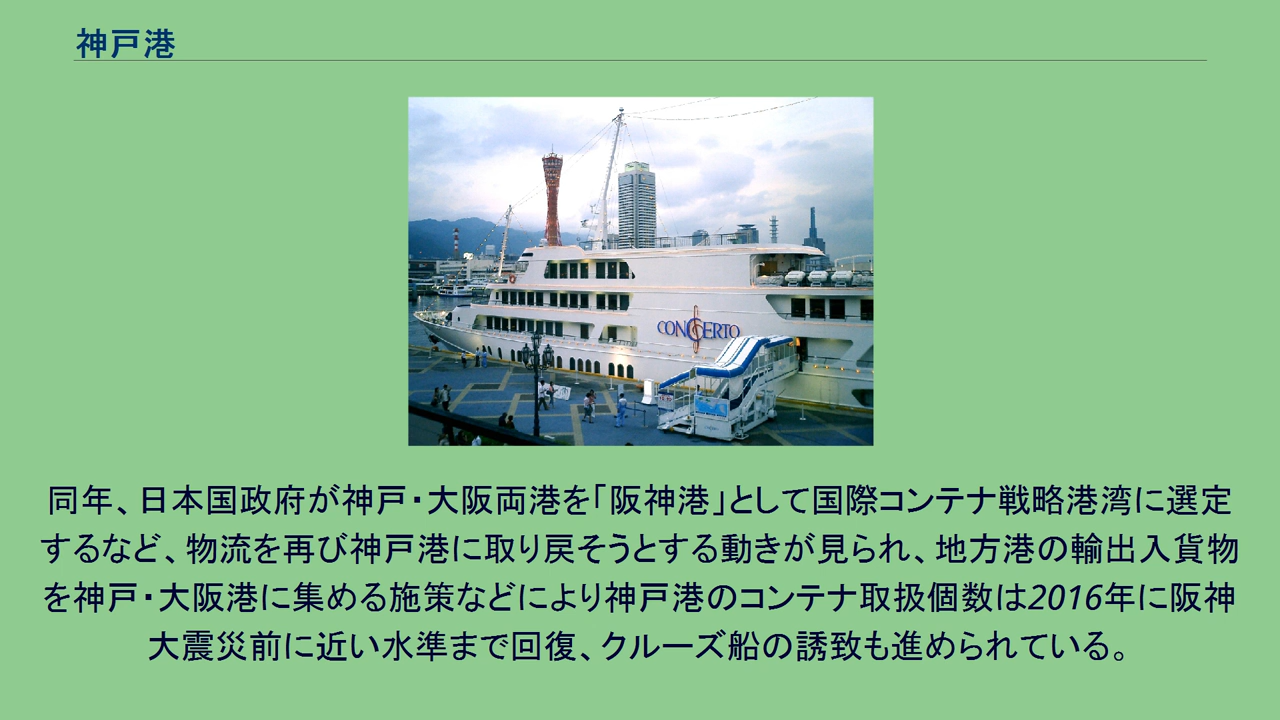 神戸港
CONCERTO
同年、日本国政府が神戸・大阪両港を「阪神港」として国際コンテナ戦略港湾に選定
するなど、物流を再び神戸港に取り戻そうとする動きが見られ、地方港の輸出入貨物
を神戸・大阪港に集める施策などにより神戸港のコンテナ取扱個数は2016年に阪神
大震災前に近い水準まで回復、クルーズ船の誘致も進められている。